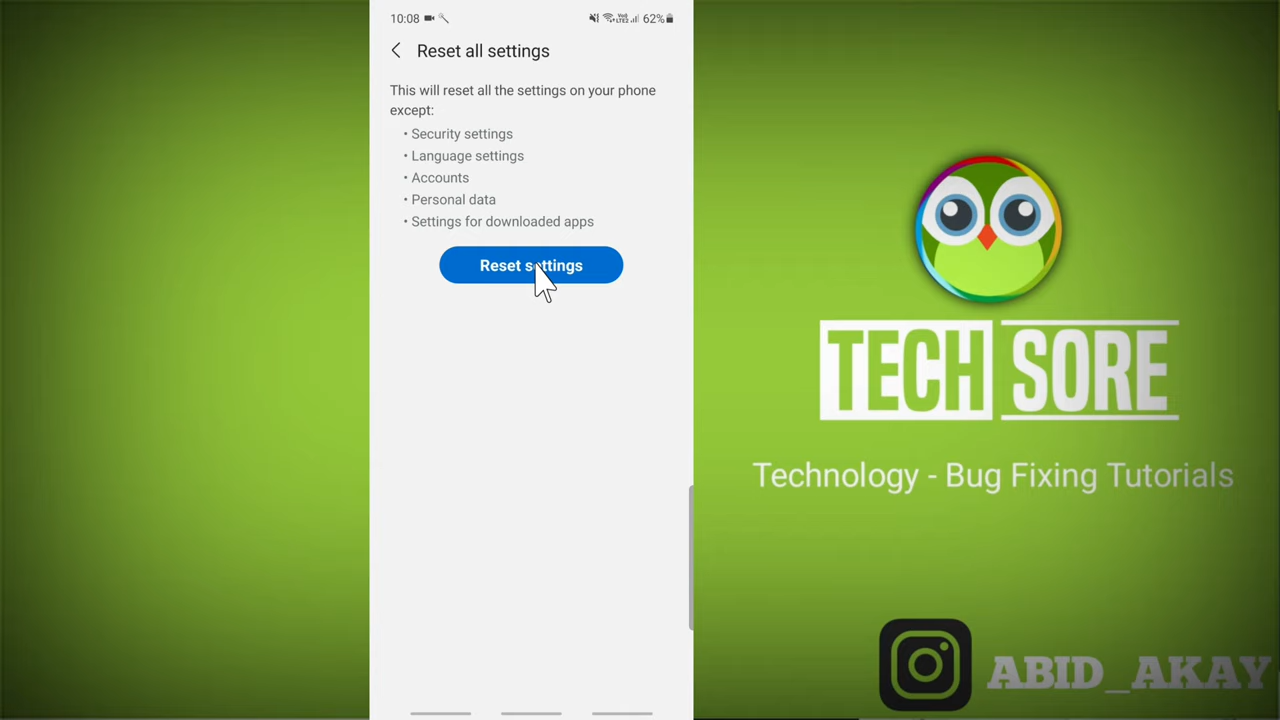 10:08 62%
Reset all settings
This will reset all the settings on your phone
except:
• Security settings
• Language settings
• Accounts
• Personal data
• Settings for downloaded apps
Reset settings
TECH SORE
Technology - Bug Fixing Tutorials
ABID_AKAY